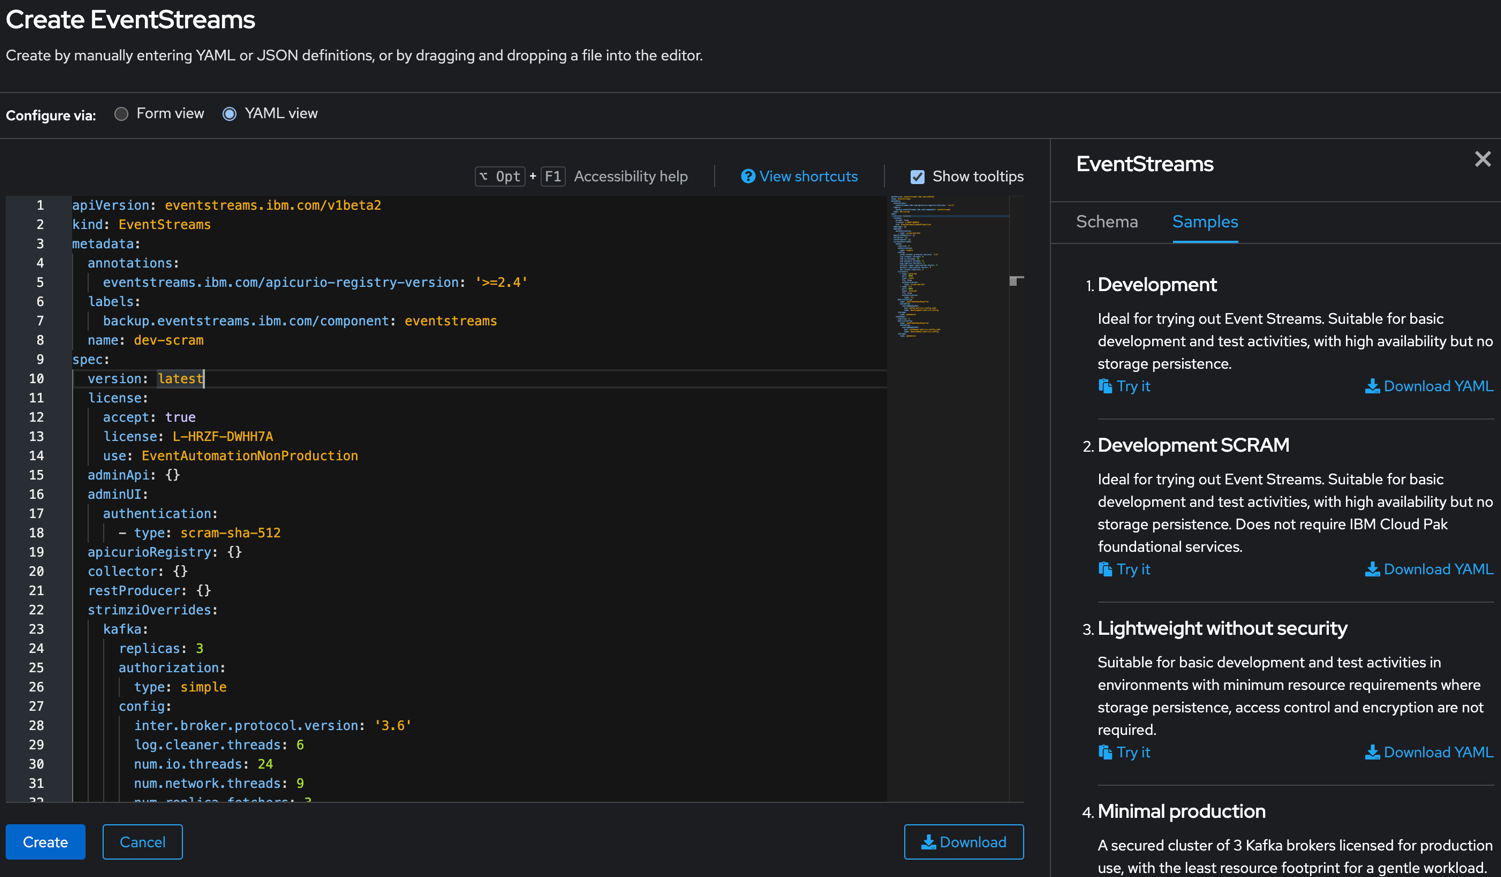 Create EventStreams
Create by manually entering YAML or JSON definitions, or by dragging and dropping a file into the editor.
Configure via: Form view YAML view
⌥ Opt + F1 Accessibility help View shortcuts Show tooltips
1 apiVersion: eventstreams.ibm.com/v1beta2
2 kind: EventStreams
3 metadata:
4 annotations:
5 eventstreams.ibm.com/apicurio-registry-version: '>=2.4'
6 labels:
7 backup.eventstreams.ibm.com/component: eventstreams
8 name: dev-scram
9 spec:
10 version: latest
11 license:
12 accept: true
13 license: L-HRZF-DWHH7A
14 use: EventAutomationNonProduction
15 adminApi: {}
16 adminUI:
17 authentication:
18 - type: scram-sha-512
19 apicurioRegistry: {}
20 collector: {}
21 restProducer: {}
22 strimziOverrides:
23 kafka:
24 replicas: 3
25 authorization:
26 type: simple
27 config:
28 inter.broker.protocol.version: '3.6'
29 log.cleaner.threads: 6
30 num.io.threads: 24
31 num.network.threads: 9
32 num.replica.fetchers: 3
Create Cancel Download
EventStreams
Schema Samples
1. Development
Ideal for trying out Event Streams. Suitable for basic
development and test activities, with high availability but no
storage persistence.
Try it Download YAML
2. Development SCRAM
Ideal for trying out Event Streams. Suitable for basic
development and test activities, with high availability but no
storage persistence. Does not require IBM Cloud Pak
foundational services.
Try it Download YAML
3. Lightweight without security
Suitable for basic development and test activities in
environments with minimum resource requirements where
storage persistence, access control and encryption are not
required.
Try it Download YAML
4. Minimal production
A secured cluster of 3 Kafka brokers licensed for production
use, with the least resource footprint for a gentle workload.